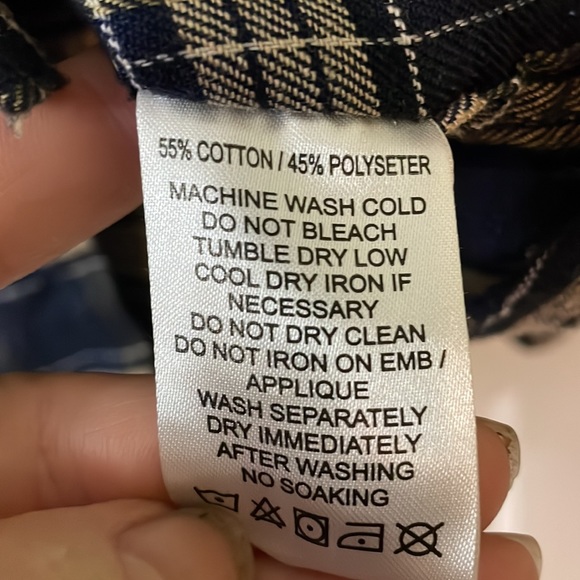 55% COTTON / 45% POLYSETER
MACHINE WASH COLD
DO NOT BLEACH
TUMBLE DRY LOW
COOL DRY IRON IF
NECESSARY
DO NOT DRY CLEAN
DO NOT IRON ON EMB /
APPLIQUE
WASH SEPARATELY
DRY IMMEDIATELY
AFTER WASHING
NO SOAKING